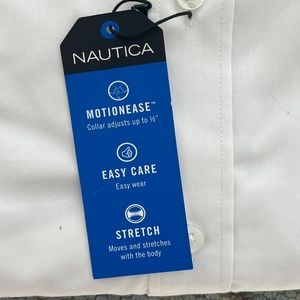 NAUTICA
MOTIONEASE™
Collar adjusts up to ½"
EASY CARE
Easy wear
STRETCH
Moves and stretches
with the body